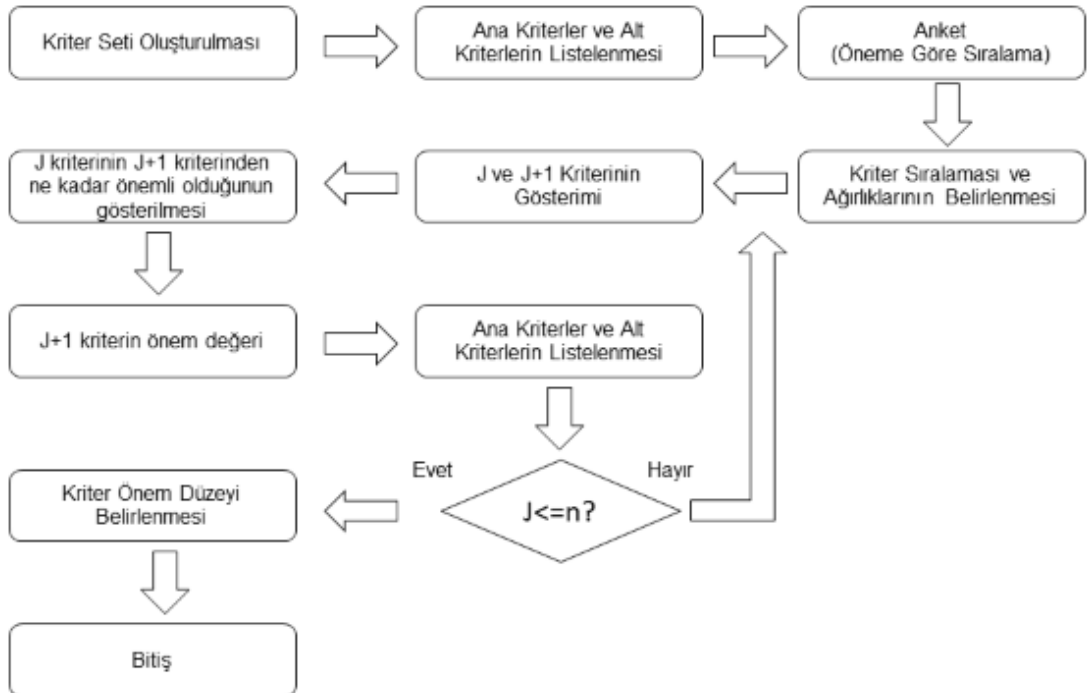 Kriter Seti Oluşturulması
Ana Kriterler ve Alt
Kriterlerin Listelenmesi
Anket
(Öneme Göre Sıralama)
Kriter Sıralaması ve
Ağırlıklarının Belirlenmesi
J ve J+1 Kriterinin
Gösterimi
J kriterinin J+1 kriterinden
ne kadar önemli olduğunun
gösterilmesi
J+1 kriterin önem değeri
Ana Kriterler ve Alt
Kriterlerin Listelenmesi
J<=n?
Evet
Hayır
Kriter Önem Düzeyi
Belirlenmesi
Bitiş